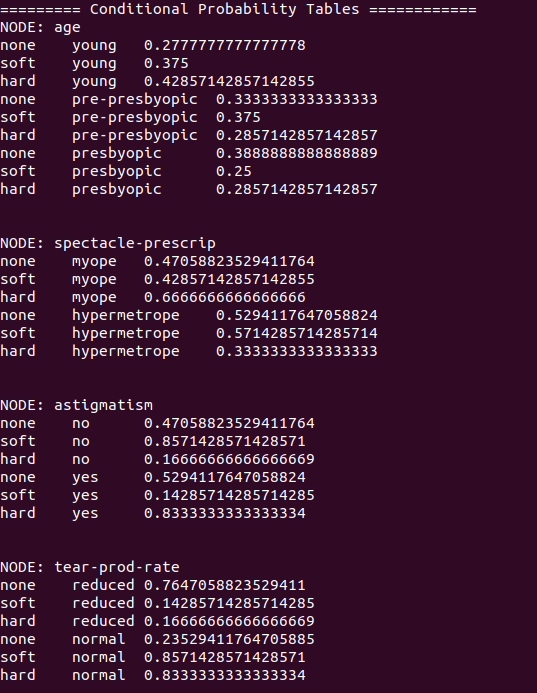 ========= Conditional Probability Tables ============
NODE: age
none    young   0.2777777777777778
soft    young   0.375
hard    young   0.42857142857142855
none    pre-presbyopic  0.3333333333333333
soft    pre-presbyopic  0.375
hard    pre-presbyopic  0.2857142857142857
none    presbyopic      0.3888888888888889
soft    presbyopic      0.25
hard    presbyopic      0.2857142857142857
NODE: spectacle-prescrip
none    myope   0.47058823529411764
soft    myope   0.42857142857142855
hard    myope   0.6666666666666666
none    hypermetrope    0.5294117647058824
soft    hypermetrope    0.5714285714285714
hard    hypermetrope    0.3333333333333333
NODE: astigmatism
none    no      0.47058823529411764
soft    no      0.8571428571428571
hard    no      0.16666666666666669
none    yes     0.5294117647058824
soft    yes     0.14285714285714285
hard    yes     0.8333333333333334
NODE: tear-prod-rate
none    reduced 0.7647058823529411
soft    reduced 0.14285714285714285
hard    reduced 0.16666666666666669
none    normal  0.23529411764705885
soft    normal  0.8571428571428571
hard    normal  0.8333333333333334